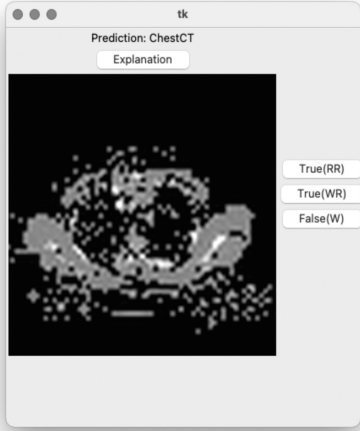 tk
Prediction: ChestCT
Explanation
True(RR)
True(WR)
False(W)